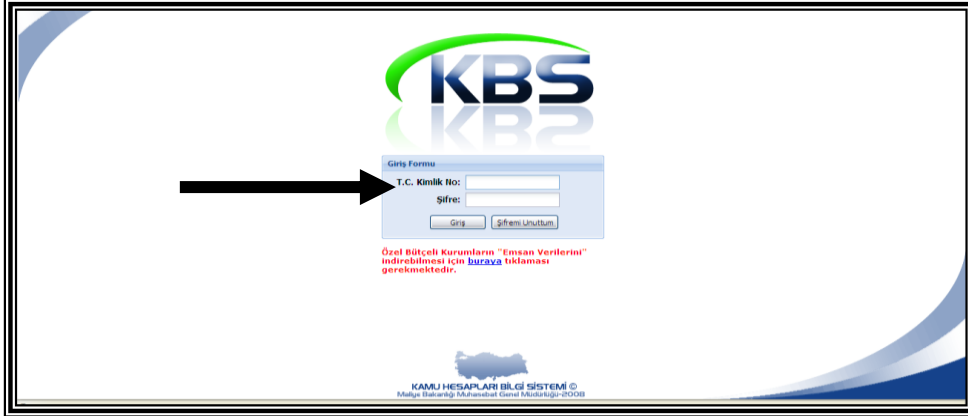 KBS
Giriş Formu
T.C. Kimlik No:
Şifre:
Giriş Şifremi Unuttum
Özel Bütçeli Kurumların "Emsan Verilerini"
indirebilmesi için buraya tıklaması
gerekmektedir.
KAMU HESAPLARI BİLGİ SİSTEMİ ©
Maliye Bakanlığı Muhasebat Genel Müdürlüğü-2008